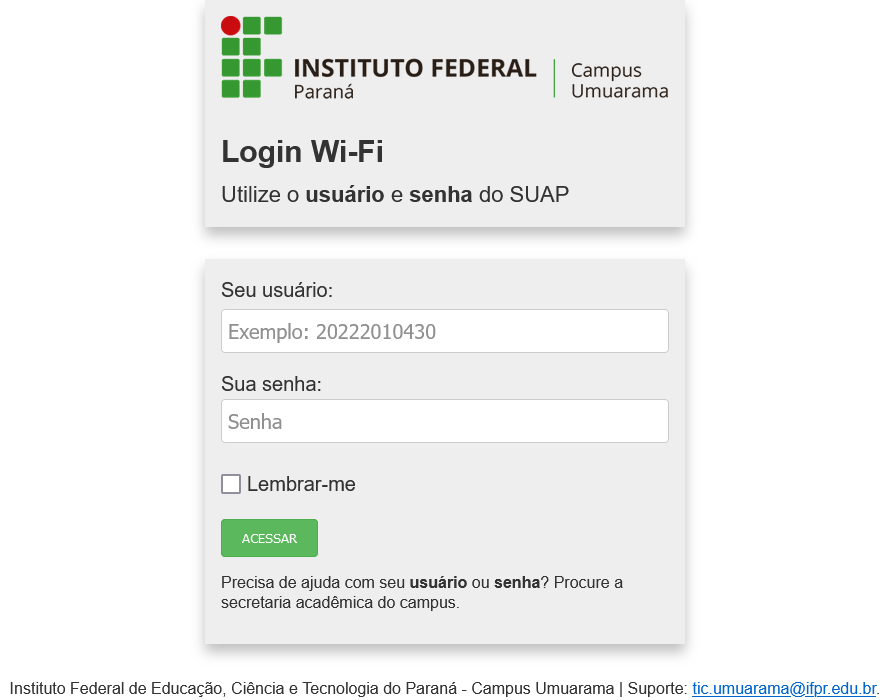 INSTITUTO FEDERAL
Paraná
Campus
Umuarama
Login Wi-Fi
Utilize o usuário e senha do SUAP
Seu usuário:
Exemplo: 20222010430
Sua senha:
Senha
Lembrar-me
ACESSAR
Precisa de ajuda com seu usuário ou senha? Procure a
secretaria acadêmica do campus.
Instituto Federal de Educação, Ciência e Tecnologia do Paraná - Campus Umuarama | Suporte: tic.umuarama@ifpr.edu.br.